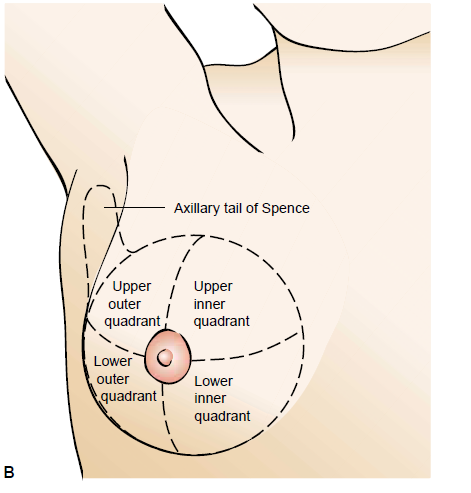 Axillary tail of Spence
Upper
outer
quadrant
Upper
inner
quadrant
Lower
outer
quadrant
Lower
inner
quadrant
B